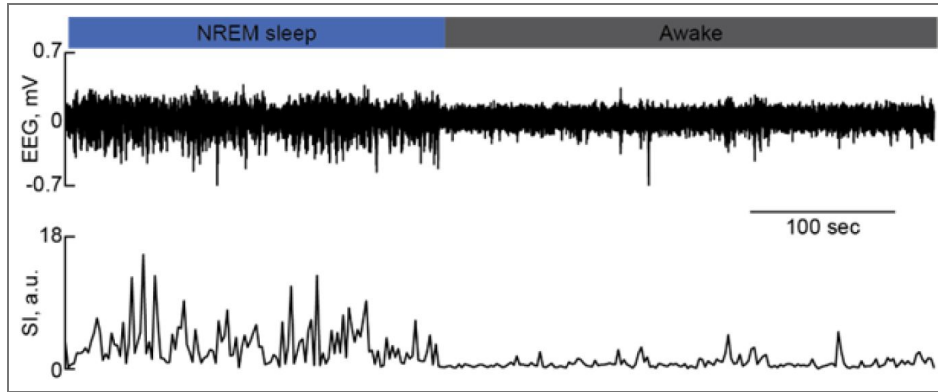 NREM sleep Awake
0.7
EEG, mV
0
-0.7
100 sec
18
SI, a.u.
0